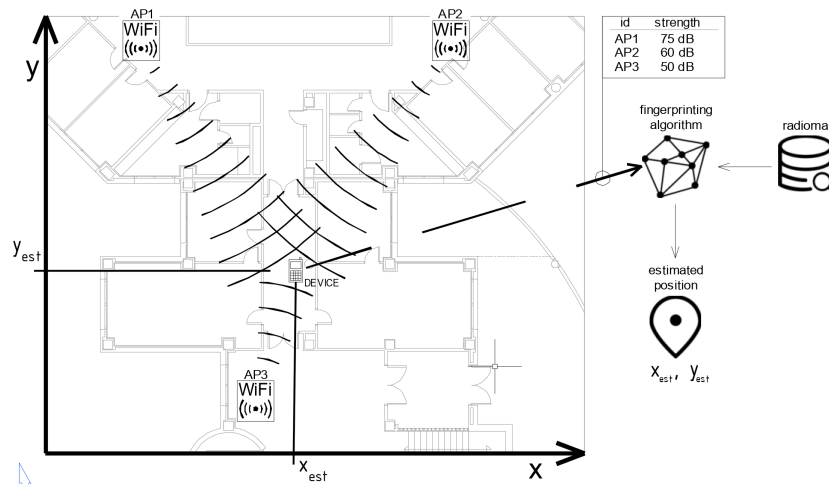 AP1
WiFi
AP2
WiFi
id strength
AP1 75 dB
AP2 60 dB
AP3 50 dB
y
fingerprinting
algorithm
radioma
y est
DEVICE
estimated
position
x est, y est
AP3
WiFi
x est
x